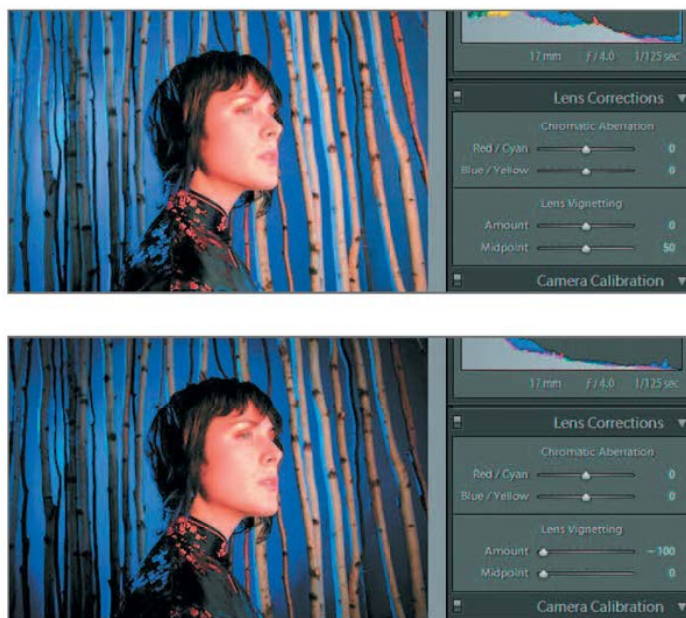 17 mm f / 4.0 1/125 sec
Lens Corrections
Chromatic Aberration
Red / Cyan 0
Blue / Yellow 0
Lens Vignetting
Amount 0
Midpoint 50
Camera Calibration
17 mm f / 4.0 1/125 sec
Lens Corrections
Chromatic Aberration
Red / Cyan 0
Blue / Yellow 0
Lens Vignetting
Amount – 100
Midpoint 0
Camera Calibration